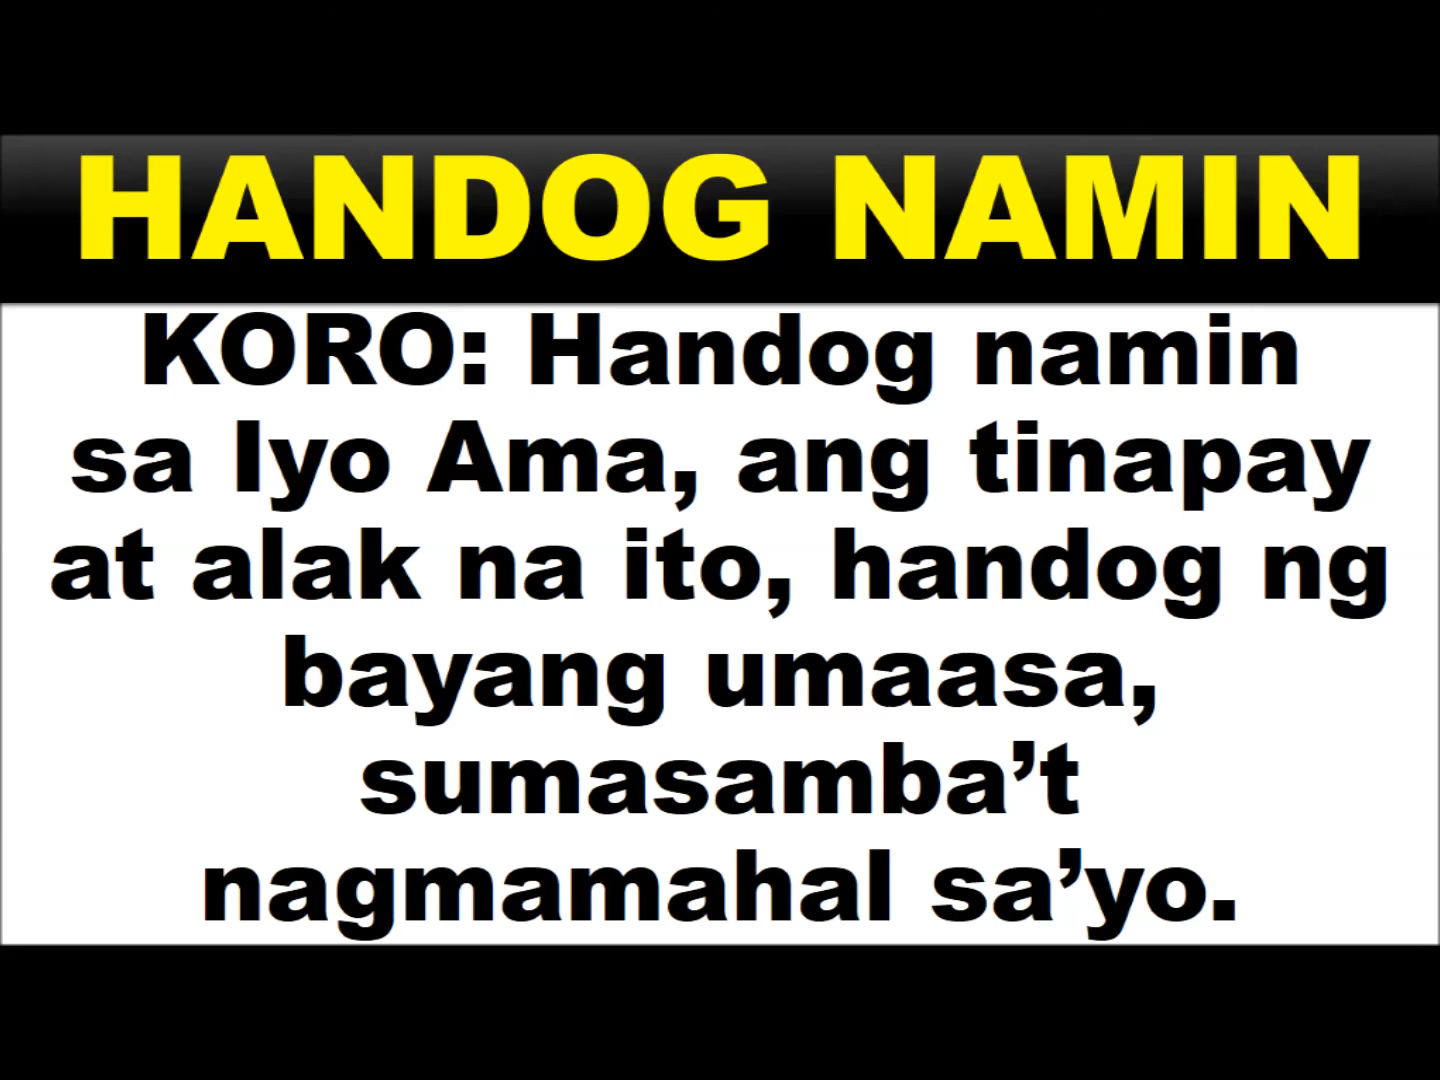 HANDOG NAMIN
KORO: Handog namin
sa Iyo Ama, ang tinapay
at alak na ito, handog ng
bayang umaasa,
sumasamba’t
nagmamahal sa’yo.